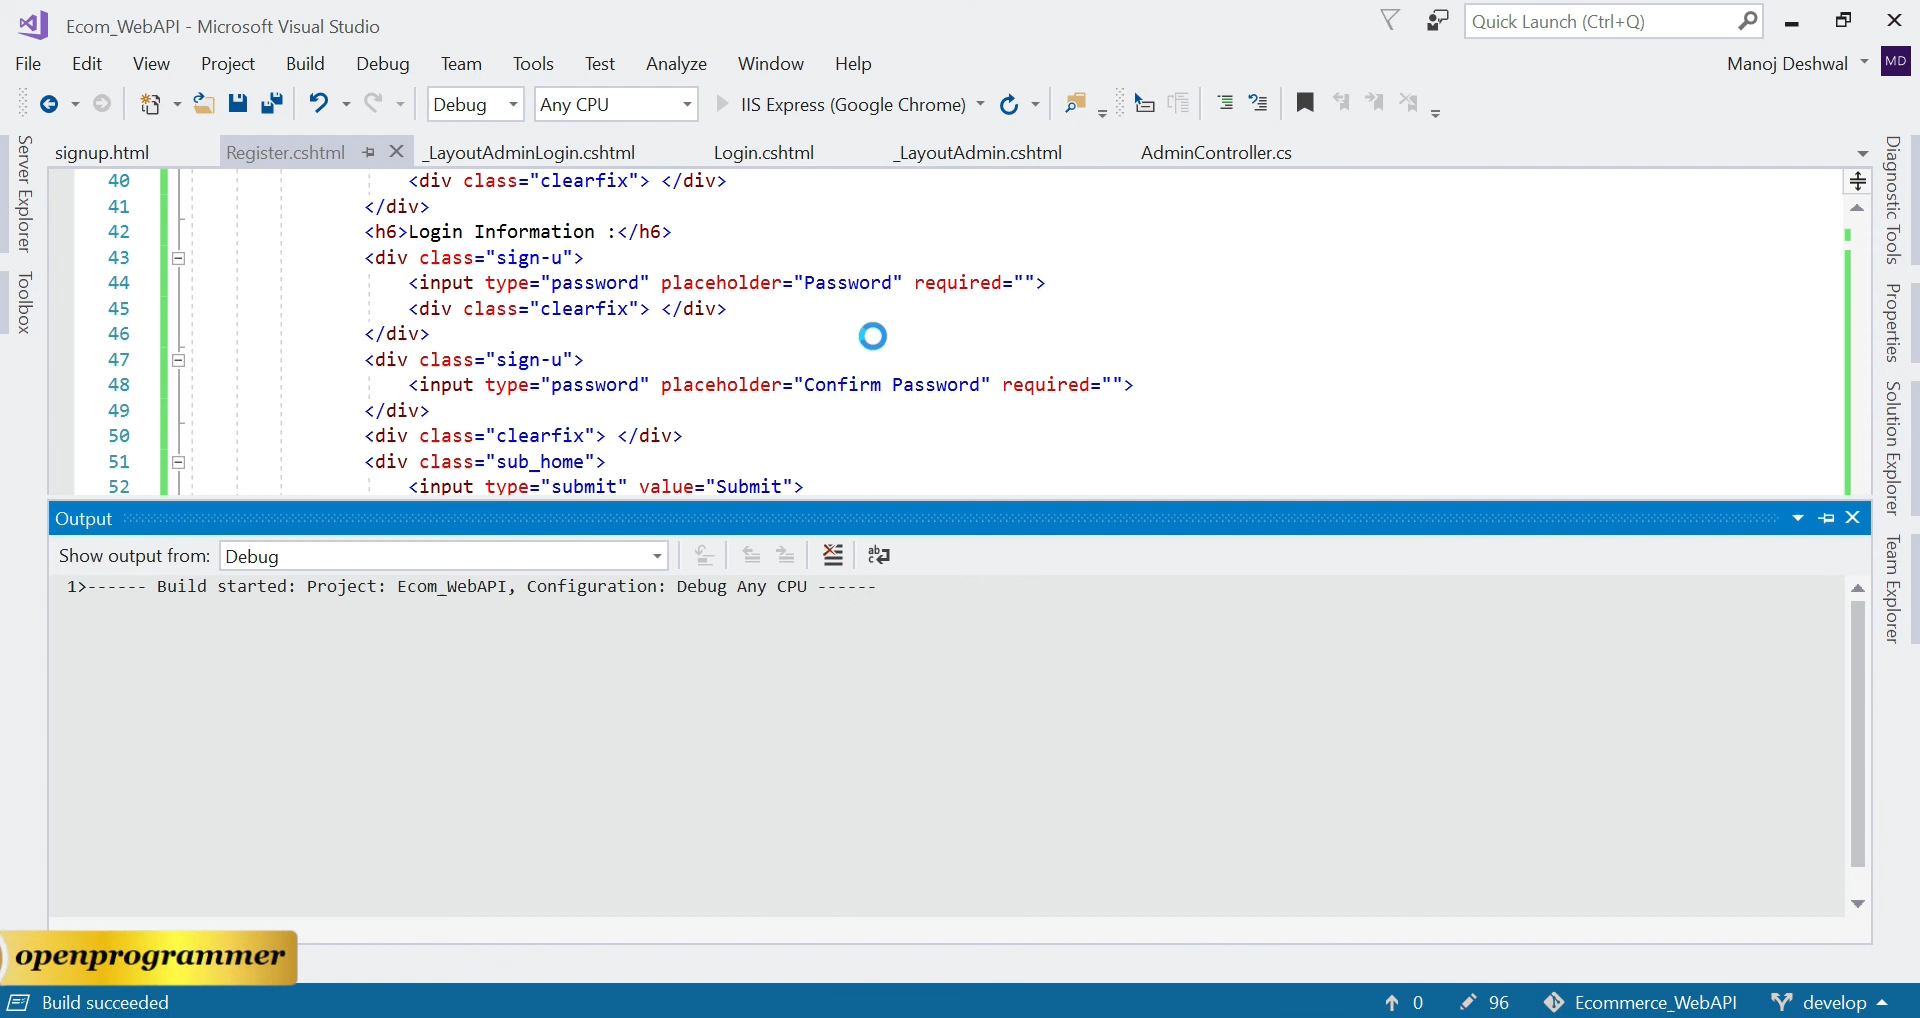 Ecom_WebAPI - Microsoft Visual Studio
Quick Launch (Ctrl+Q)
File Edit View Project Build Debug Team Tools Test Analyze Window Help
Manoj Deshwal MD
Debug Any CPU IIS Express (Google Chrome)
signup.html Register.cshtml _LayoutAdminLogin.cshtml Login.cshtml _LayoutAdmin.cshtml AdminController.cs
Server Explorer
Toolbox
40 <div class="clearfix"> </div>
41 </div>
42 <h6>Login Information :</h6>
43 <div class="sign-u">
44 <input type="password" placeholder="Password" required="">
45 <div class="clearfix"> </div>
46 </div>
47 <div class="sign-u">
48 <input type="password" placeholder="Confirm Password" required="">
49 </div>
50 <div class="clearfix"> </div>
51 <div class="sub_home">
52 <input type="submit" value="Submit">
Diagnostic Tools
Properties
Solution Explorer
Team Explorer
Output
Show output from: Debug
1>------ Build started: Project: Ecom_WebAPI, Configuration: Debug Any CPU ------
openprogrammer
Build succeeded
0 96 Ecommerce_WebAPI develop